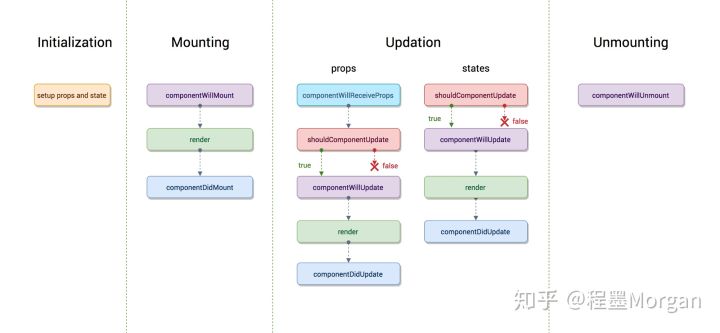 Initialization
Mounting
Updation
Unmounting
props
states
setup props and state
componentWillMount
componentWillReceiveProps
shouldComponentUpdate
componentWillUnmount
true
false
render
shouldComponentUpdate
componentWillUpdate
true
false
componentDidMount
componentWillUpdate
render
render
componentDidUpdate
componentDidUpdate
知乎 @程墨Morgan